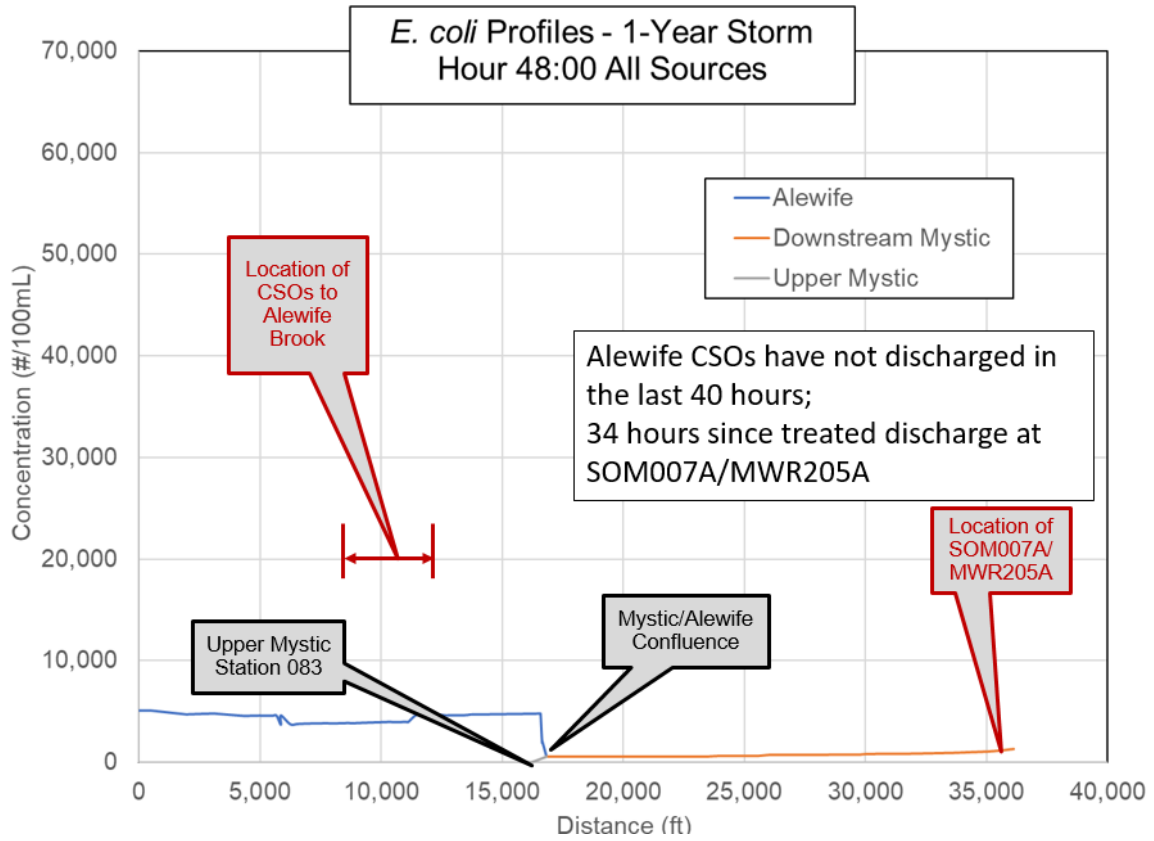 E. coli Profiles - 1-Year Storm
Hour 48:00 All Sources
Concentration (#/100mL)
70,000
60,000
50,000
40,000
30,000
20,000
10,000
0
Alewife
Downstream Mystic
Upper Mystic
Location of
CSOs to
Alewife
Brook
Alewife CSOs have not discharged in
the last 40 hours;
34 hours since treated discharge at
SOM007A/MWR205A
Location of
SOM007A/
MWR205A
Upper Mystic
Station 083
Mystic/Alewife
Confluence
0
5,000
10,000
15,000
20,000
25,000
30,000
35,000
40,000
Distance (ft)